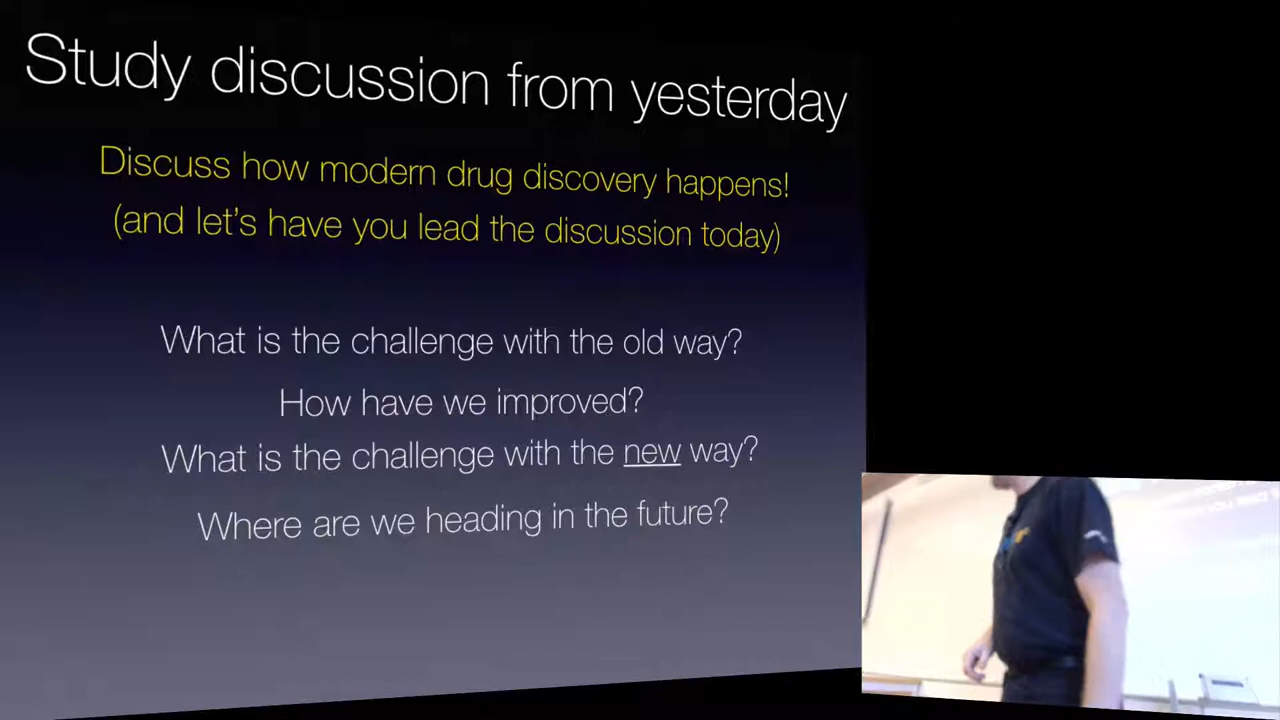 Study discussion from yesterday
Discuss how modern drug discovery happens!
(and let's have you lead the discussion today)
What is the challenge with the old way?
How have we improved?
What is the challenge with the new way?
Where are we heading in the future?